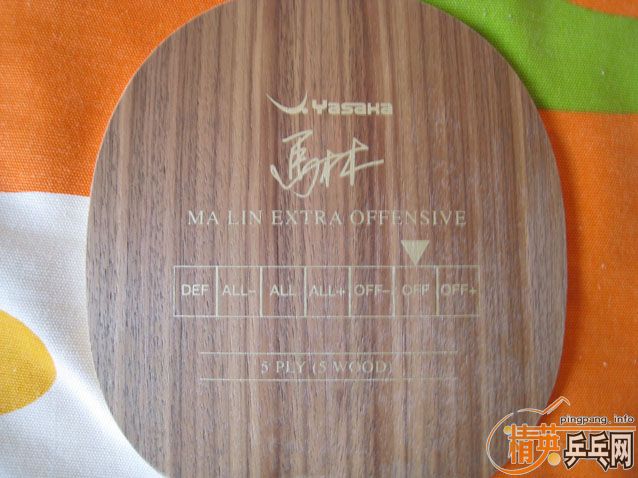 Yasaka
馬林
MA LIN EXTRA OFFENSIVE
DEF ALL- ALL ALL+ OFF- OFF OFF+
5 PLY (5 WOOD)
pingpang.info
精英乒乓网